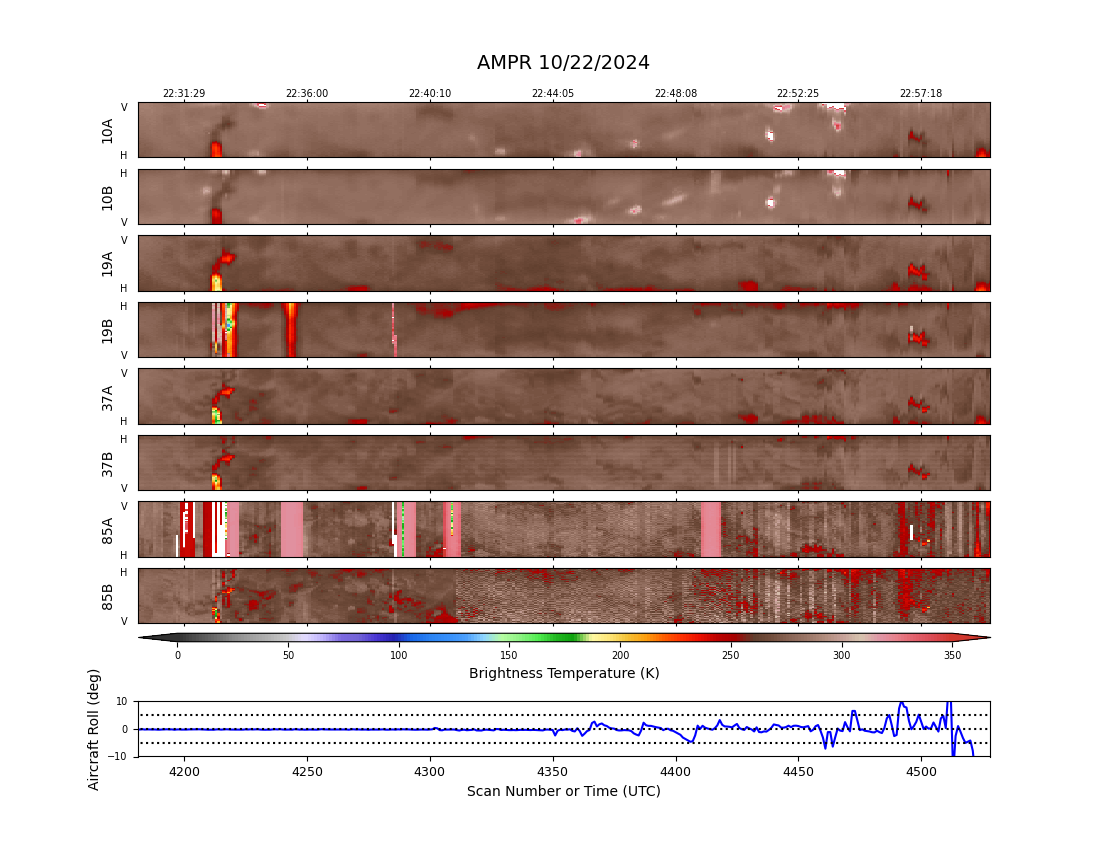 AMPR 10/22/2024
22:31:29 22:36:00 22:40:10 22:44:05 22:48:08 22:52:25 22:57:18
V
10A
H
H
10B
V
V
19A
H
H
19B
V
V
37A
H
H
37B
V
V
85A
H
H
85B
V
0 50 100 150 200 250 300 350
Brightness Temperature (K)
Aircraft Roll (deg)
10
0
−10
4200 4250 4300 4350 4400 4450 4500
Scan Number or Time (UTC)